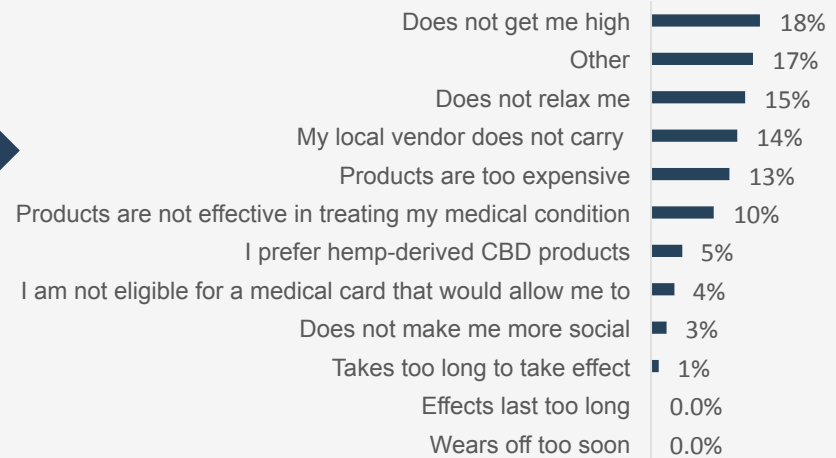 Does not get me high 18%
Other 17%
Does not relax me 15%
My local vendor does not carry 14%
Products are too expensive 13%
Products are not effective in treating my medical condition 10%
I prefer hemp-derived CBD products 5%
I am not eligible for a medical card that would allow me to 4%
Does not make me more social 3%
Takes too long to take effect 1%
Effects last too long 0.0%
Wears off too soon 0.0%